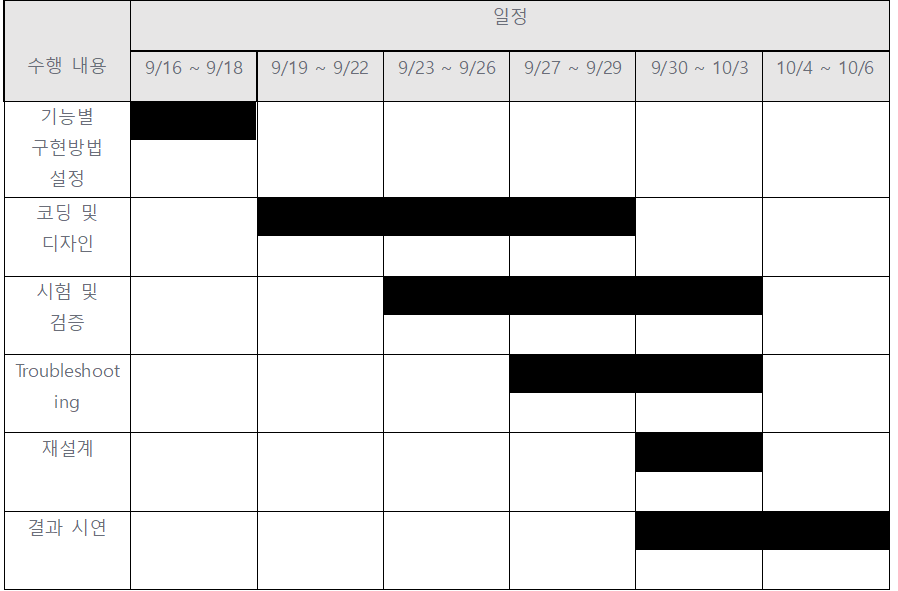 일정
수행 내용
9/16 ~ 9/18
9/19 ~ 9/22
9/23 ~ 9/26
9/27 ~ 9/29
9/30 ~ 10/3
10/4 ~ 10/6
기능별
구현방법
설정
코딩 및
디자인
시험 및
검증
Troubleshoot
ing
재설계
결과 시연